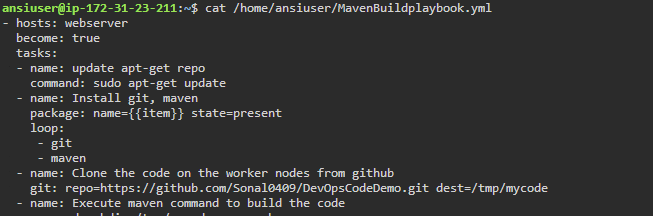 ansiuser@ip-172-31-23-211:~$ cat /home/ansiuser/MavenBuildplaybook.yml
- hosts: webserver
  become: true
  tasks:
  - name: update apt-get repo
    command: sudo apt-get update
  - name: Install git, maven
    package: name={{item}} state=present
    loop:
     - git
     - maven
  - name: Clone the code on the worker nodes from github
    git: repo=https://github.com/Sonal0409/DevOpsCodeDemo.git dest=/tmp/mycode
  - name: Execute maven command to build the code